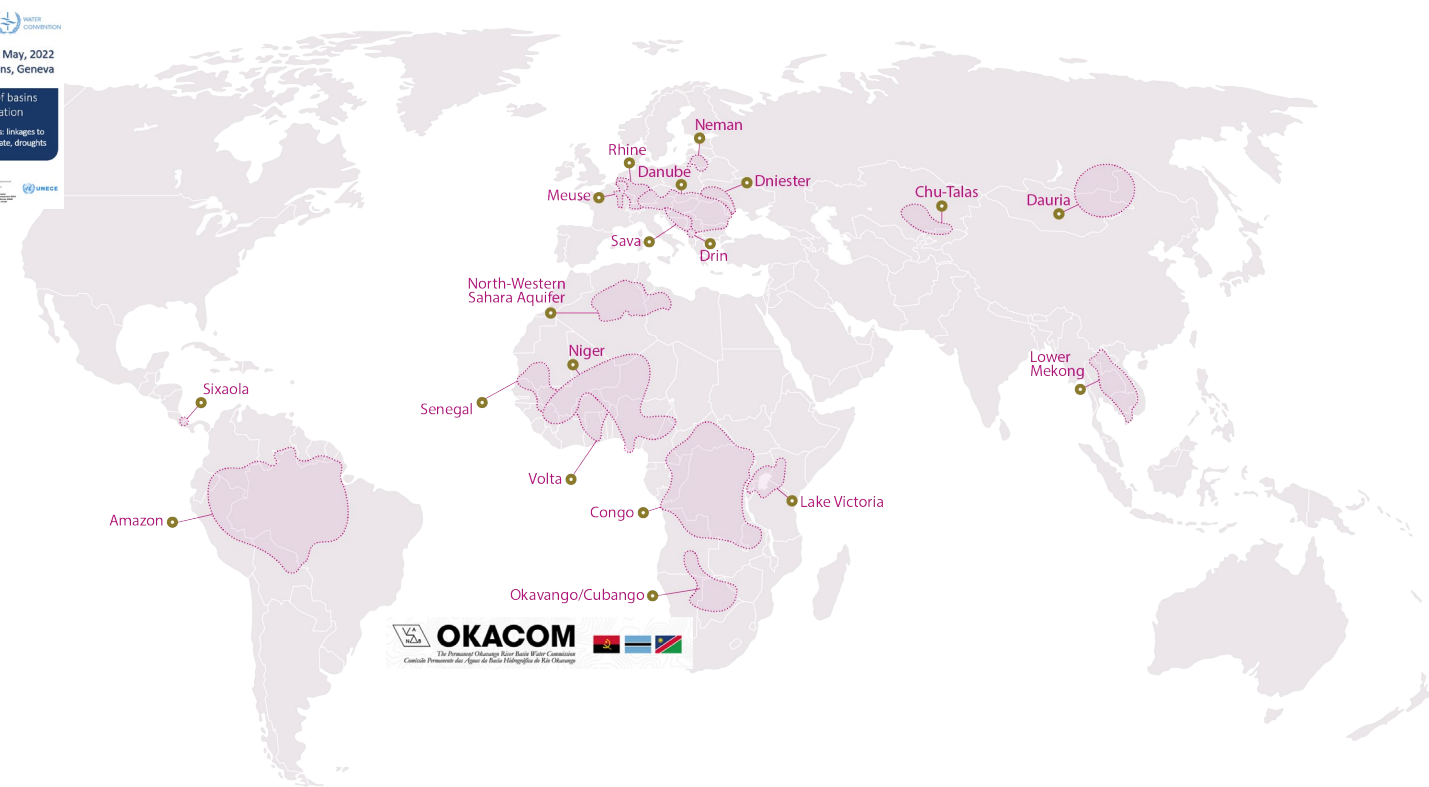 WATER
CONVENTION
May, 2022
ns, Geneva
f basins
ation
s: linkages to
ate, droughts
UNECE
Neman
Rhine
Danube
Dniester
Meuse
Chu-Talas
Dauria
Sava
Drin
North-Western
Sahara Aquifer
Niger
Lower
Mekong
Sixaola
Senegal
Volta
Lake Victoria
Congo
Amazon
Okavango/Cubango
OKACOM
The Permanent Okavango River Basin Water Commission
Comissão Permanente das Águas da Bacia Hidrográfica do Rio Okavango